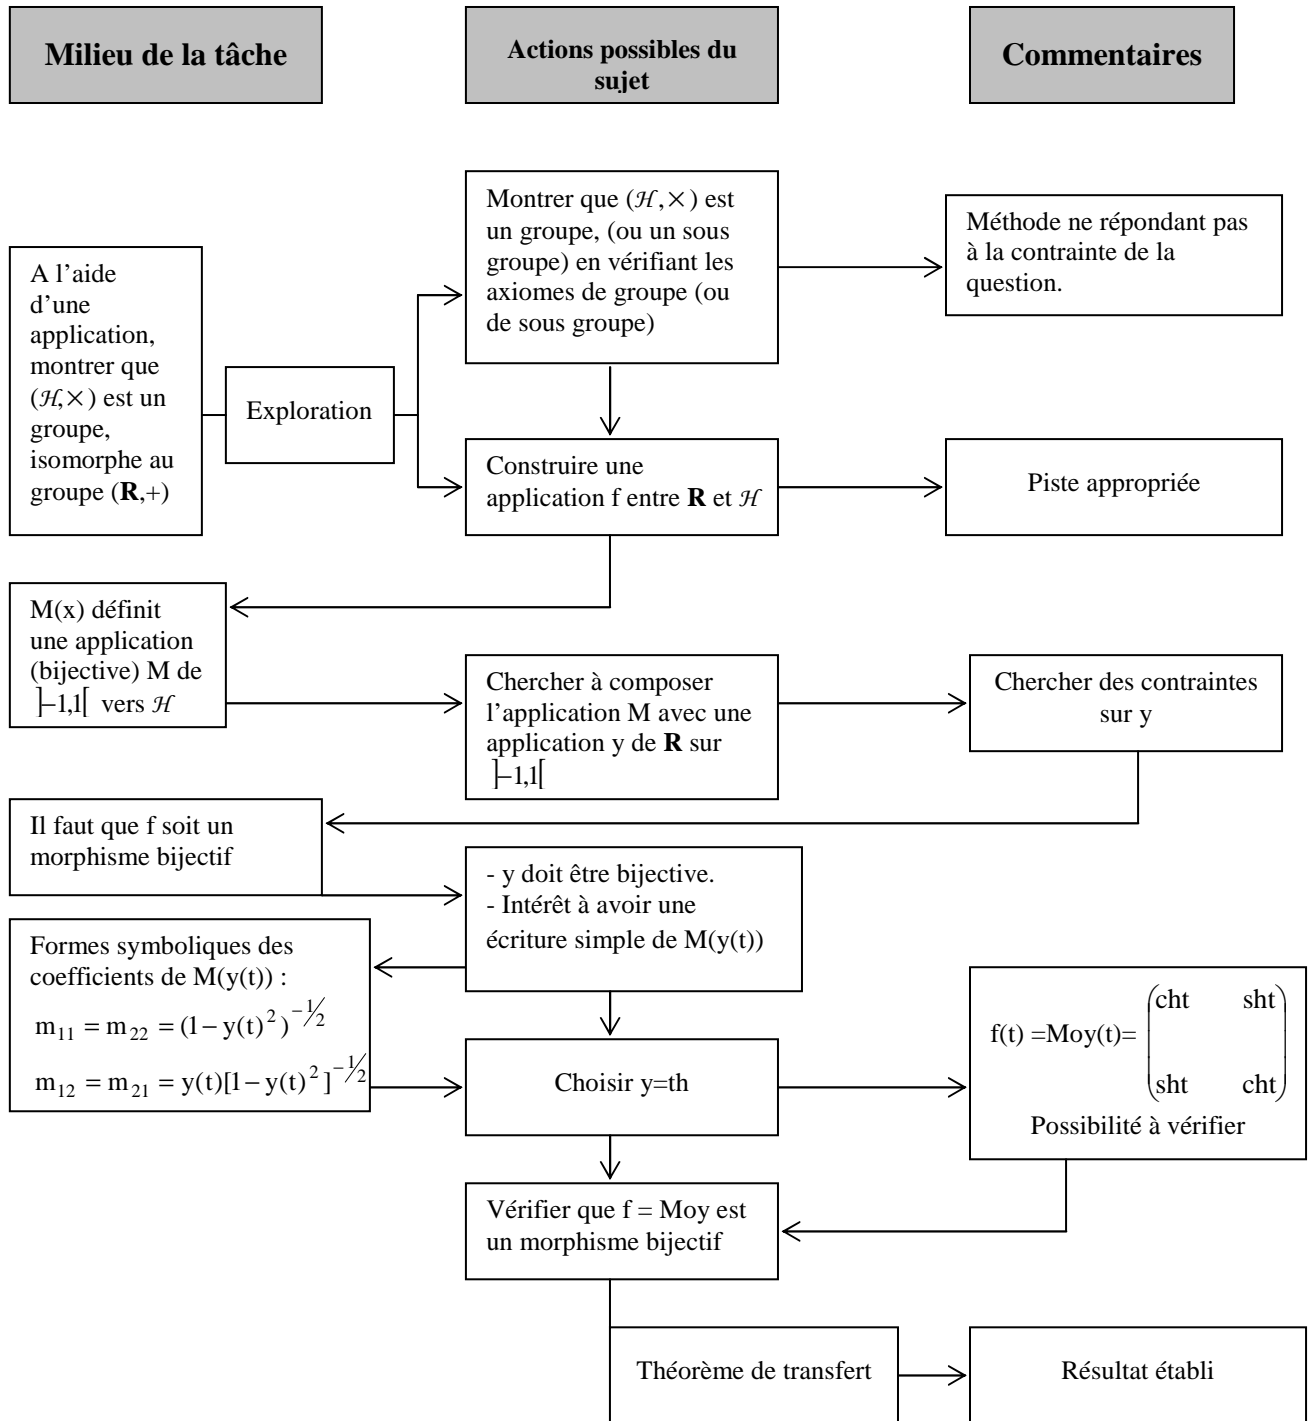 Milieu de la tâche
Actions possibles du
sujet
Commentaires
Montrer que (ℋ,×) est
un groupe, (ou un sous
groupe) en vérifiant les
axiomes de groupe (ou
de sous groupe)
Méthode ne répondant pas
à la contrainte de la
question.
A l’aide
d’une
application,
montrer que
(ℋ,×) est un
groupe,
isomorphe au
groupe (R,+)
Exploration
Construire une
application f entre R et ℋ
Piste appropriée
M(x) définit
une application
(bijective) M de
]–1,1[ vers ℋ
Chercher à composer
l’application M avec une
application y de R sur
]–1,1[
Chercher des contraintes
sur y
Il faut que f soit un
morphisme bijectif
- y doit être bijective.
- Intérêt à avoir une
écriture simple de M(y(t))
Formes symboliques des
coefficients de M(y(t)) :
m₁₁ = m₂₂ = (1 – y(t)²)^(–1/2)
m₁₂ = m₂₁ = y(t)[1 – y(t)²]^(–1/2)
Choisir y=th
f(t) =Moy(t)= (cht sht
sht cht)
Possibilité à vérifier
Vérifier que f = Moy est
un morphisme bijectif
Théorème de transfert
Résultat établi